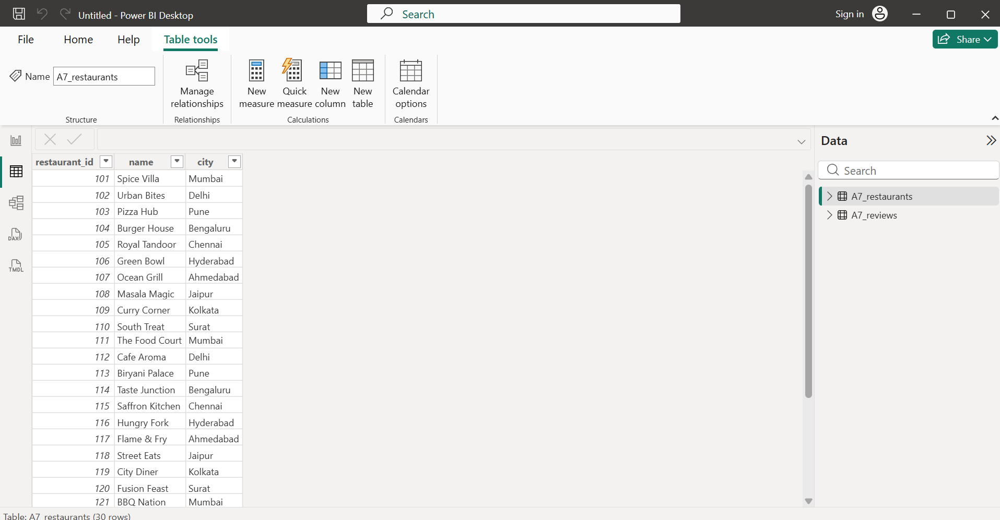 Untitled - Power BI Desktop
Search
Sign in
File Home Help Table tools
Share
Name A7_restaurants
Manage relationships
New measure
Quick measure
New column
New table
Calendar options
Structure Relationships Calculations Calendars
restaurant_id name city
101 Spice Villa Mumbai
102 Urban Bites Delhi
103 Pizza Hub Pune
104 Burger House Bengaluru
105 Royal Tandoor Chennai
106 Green Bowl Hyderabad
107 Ocean Grill Ahmedabad
108 Masala Magic Jaipur
109 Curry Corner Kolkata
110 South Treat Surat
111 The Food Court Mumbai
112 Cafe Aroma Delhi
113 Biryani Palace Pune
114 Taste Junction Bengaluru
115 Saffron Kitchen Chennai
116 Hungry Fork Hyderabad
117 Flame & Fry Ahmedabad
118 Street Eats Jaipur
119 City Diner Kolkata
120 Fusion Feast Surat
121 BBQ Nation Mumbai
DAX
TMDL
Data
Search
A7_restaurants
A7_reviews
Table: A7_restaurants (30 rows)